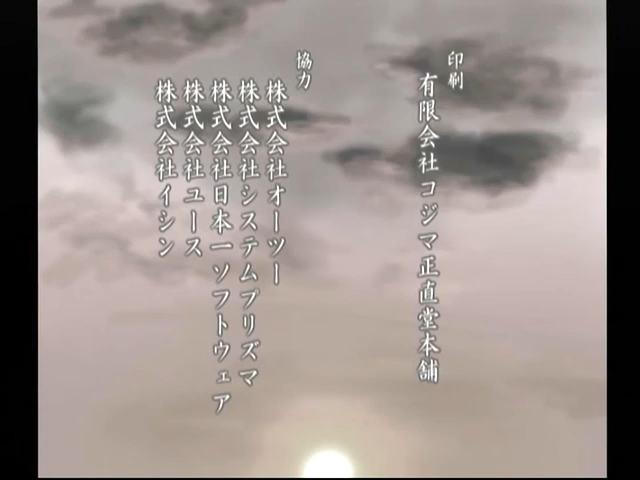 印刷
有限会社コジマ正直堂本舗
協力
株式会社オーツー
株式会社システムプリズマ
株式会社日本一ソフトウェア
株式会社ユース
株式会社イシン